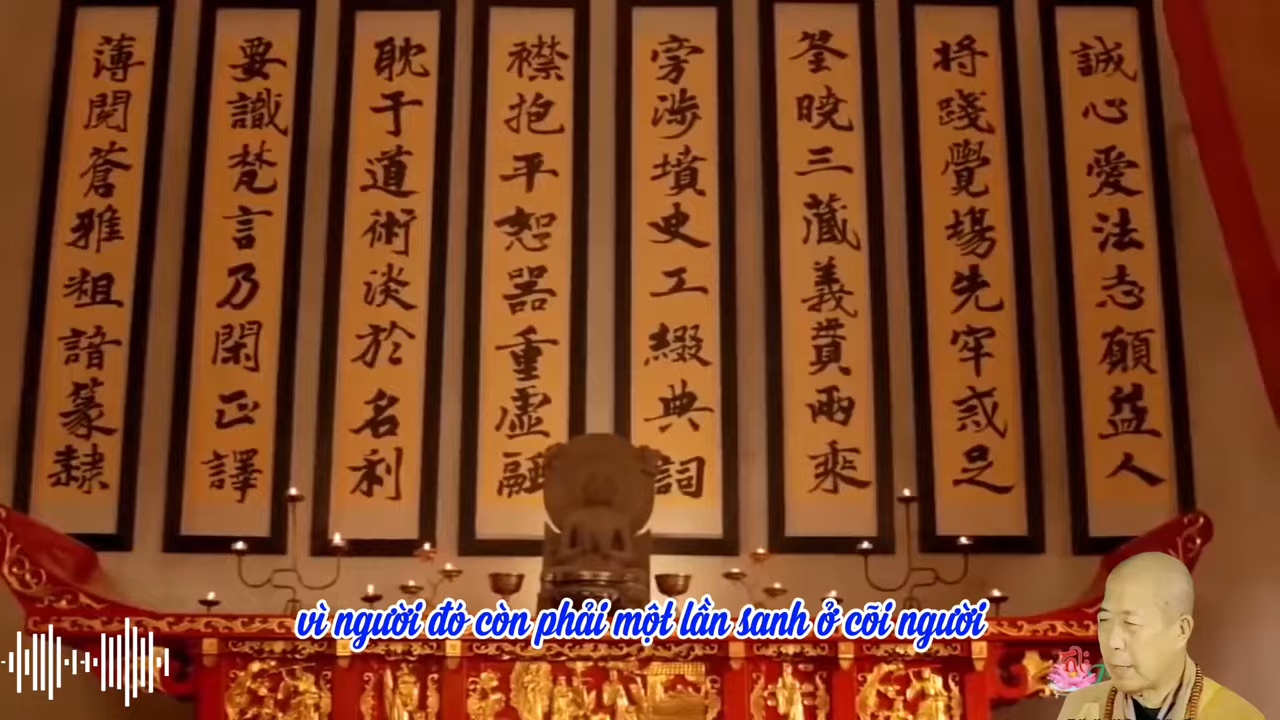 誠心愛法志願益人
将踐覺場先牢戒足
筌曉三藏義貫兩乘
旁涉墳史工綴典詞
襟抱平恕器重虛融
耽于道術淡於名利
要識梵言乃閑正譯
薄閱蒼雅粗諳篆隸
vì người đó còn phải một lần sanh ở cõi người